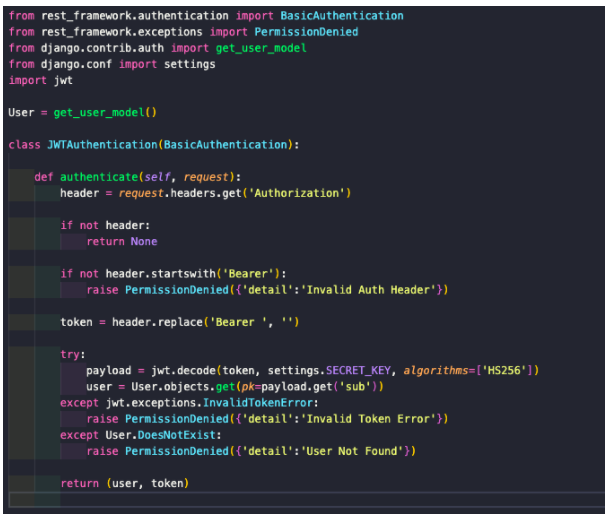 from rest_framework.authentication import BasicAuthentication
from rest_framework.exceptions import PermissionDenied
from django.contrib.auth import get_user_model
from django.conf import settings
import jwt
User = get_user_model()
class JWTAuthentication(BasicAuthentication):
def authenticate(self, request):
header = request.headers.get('Authorization')
if not header:
return None
if not header.startswith('Bearer'):
raise PermissionDenied({'detail':'Invalid Auth Header'})
token = header.replace('Bearer ', '')
try:
payload = jwt.decode(token, settings.SECRET_KEY, algorithms=['HS256'])
user = User.objects.get(pk=payload.get('sub'))
except jwt.exceptions.InvalidTokenError:
raise PermissionDenied({'detail':'Invalid Token Error'})
except User.DoesNotExist:
raise PermissionDenied({'detail':'User Not Found'})
return (user, token)